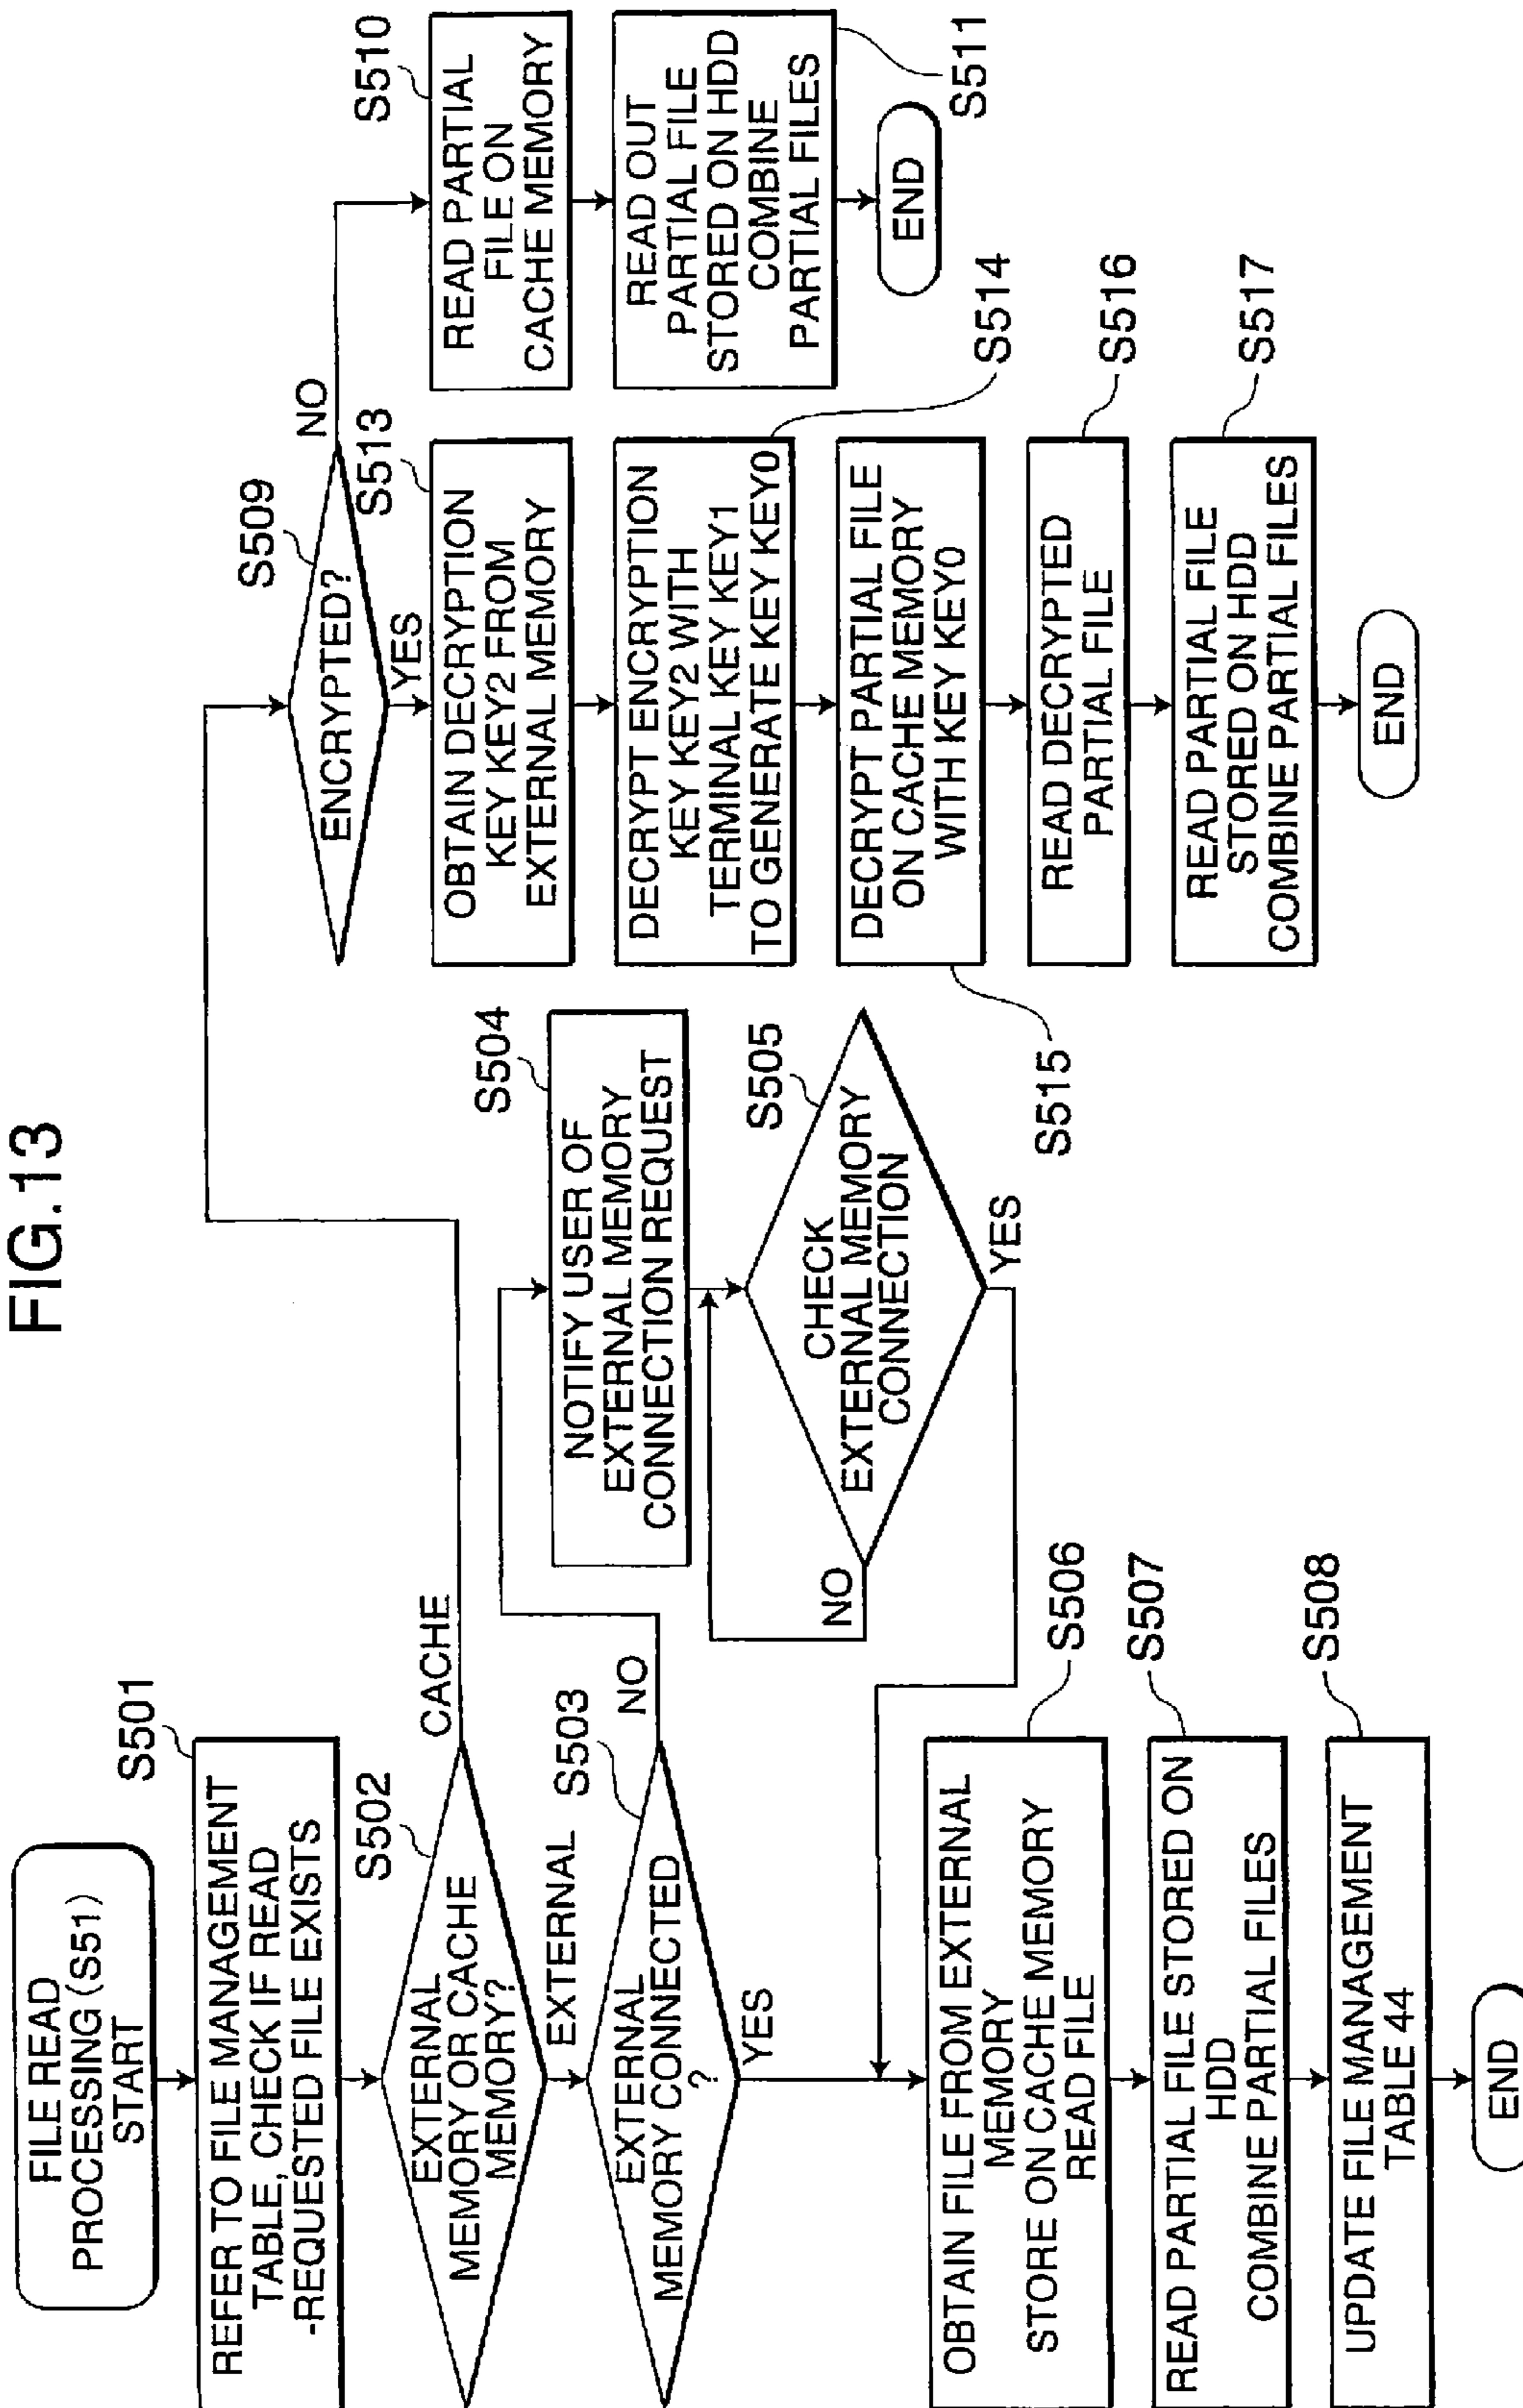 FIG.13
FILE READ
PROCESSING (S51)
START
S501
REFER TO FILE MANAGEMENT
TABLE, CHECK IF READ
-REQUESTED FILE EXISTS
S502
EXTERNAL
MEMORY OR CACHE
MEMORY?
CACHE
EXTERNAL
S503
EXTERNAL
MEMORY CONNECTED
?
NO
YES
S504
NOTIFY USER OF
EXTERNAL MEMORY
CONNECTION REQUEST
S505
CHECK
EXTERNAL MEMORY
CONNECTION
NO
YES
S506
OBTAIN FILE FROM EXTERNAL
MEMORY
STORE ON CACHE MEMORY
READ FILE
S507
READ PARTIAL FILE STORED ON
HDD
COMBINE PARTIAL FILES
S508
UPDATE FILE MANAGEMENT
TABLE 44
END
S509
ENCRYPTED?
NO
YES
S513
OBTAIN DECRYPTION
KEY KEY2 FROM
EXTERNAL MEMORY
S514
DECRYPT ENCRYPTION
KEY KEY2 WITH
TERMINAL KEY KEY1
TO GENERATE KEY KEY0
S515
DECRYPT PARTIAL FILE
ON CACHE MEMORY
WITH KEY KEY0
S516
READ DECRYPTED
PARTIAL FILE
S517
READ PARTIAL FILE
STORED ON HDD
COMBINE PARTIAL FILES
END
S510
READ PARTIAL
FILE ON
CACHE MEMORY
S511
READ OUT
PARTIAL FILE
STORED ON HDD
COMBINE
PARTIAL FILES
END